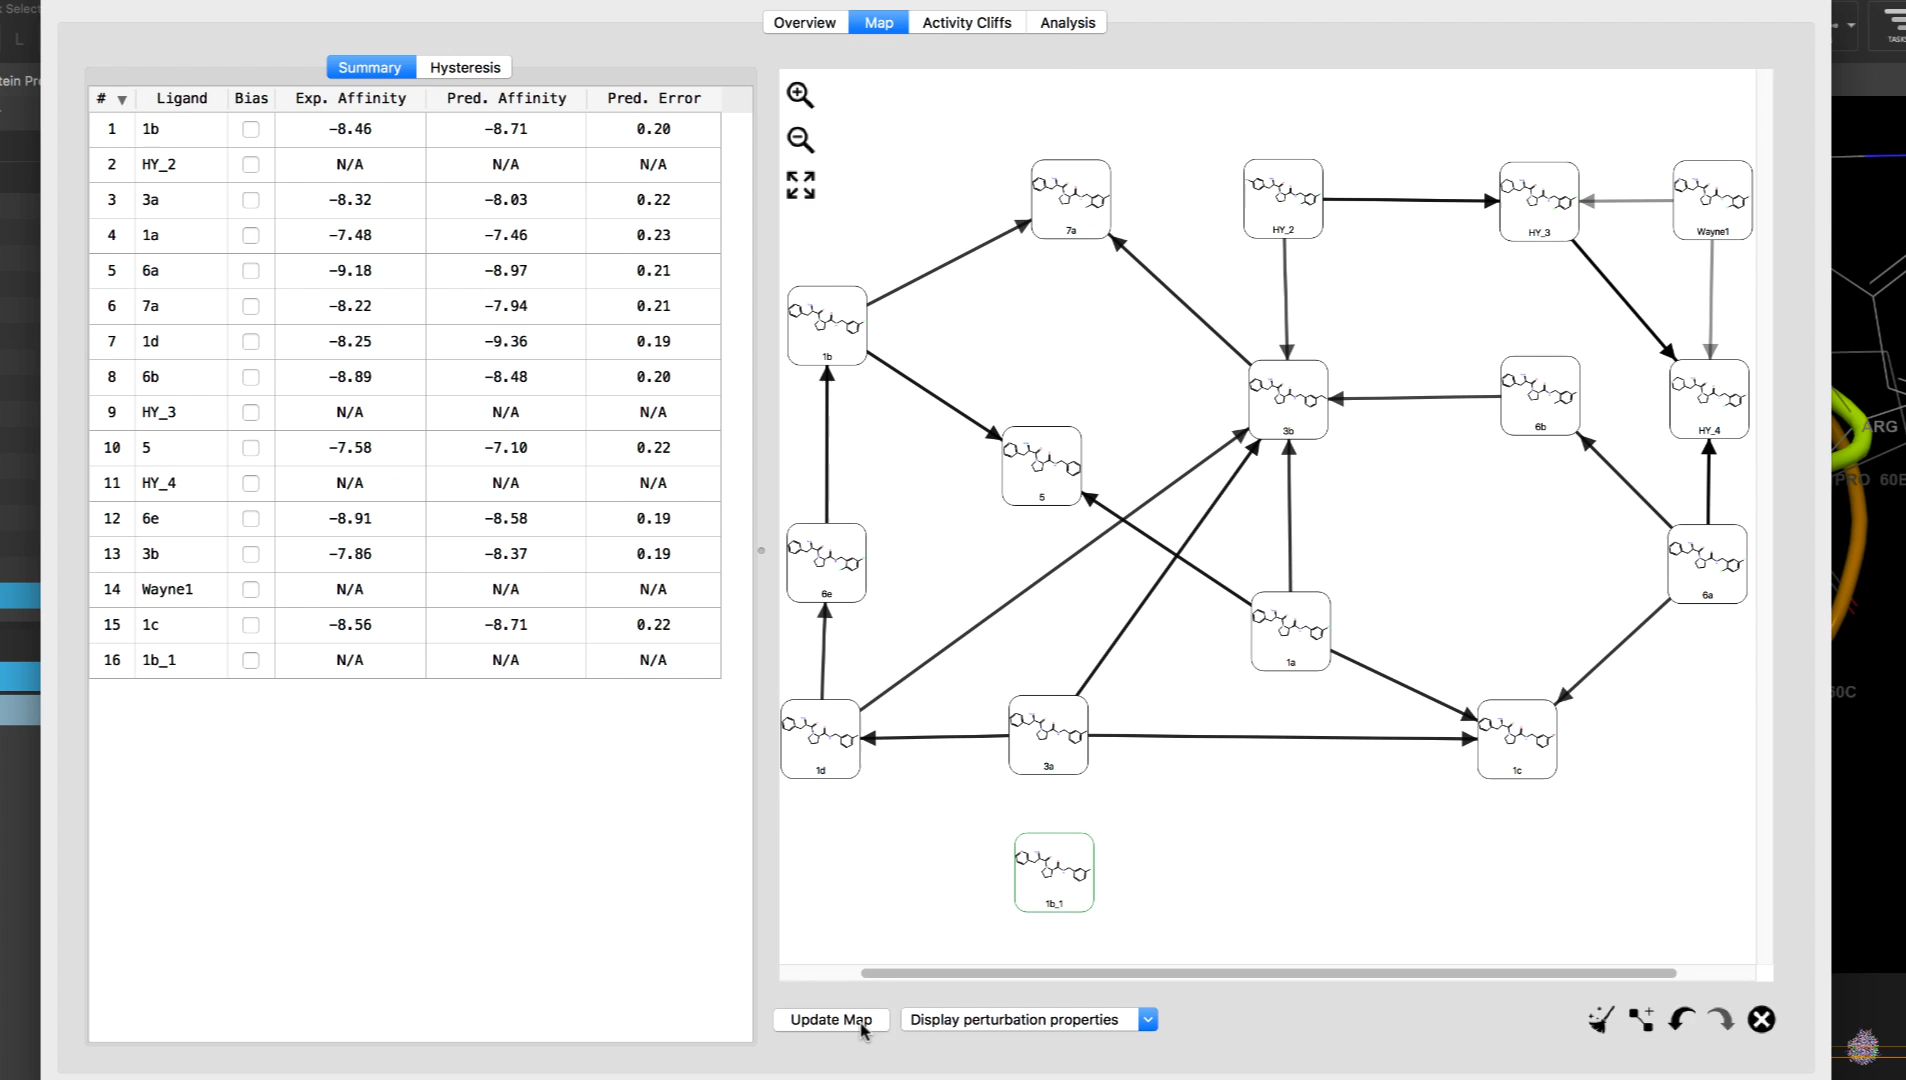 Select
L
tein Pr
Overview Map Activity Cliffs Analysis
TASKS
Summary Hysteresis
# Ligand Bias Exp. Affinity Pred. Affinity Pred. Error
1 1b -8.46 -8.71 0.20
2 HY_2 N/A N/A N/A
3 3a -8.32 -8.03 0.22
4 1a -7.48 -7.46 0.23
5 6a -9.18 -8.97 0.21
6 7a -8.22 -7.94 0.21
7 1d -8.25 -9.36 0.19
8 6b -8.89 -8.48 0.20
9 HY_3 N/A N/A N/A
10 5 -7.58 -7.10 0.22
11 HY_4 N/A N/A N/A
12 6e -8.91 -8.58 0.19
13 3b -7.86 -8.37 0.19
14 Wayne1 N/A N/A N/A
15 1c -8.56 -8.71 0.22
16 1b_1 N/A N/A N/A
7a HY_2 HY_3 Wayne1
1b
3b 6b HY_4
5
6e 6a
1a
1d 3a 1c
1b_1
ARG
PRO 60E
60C
Update Map Display perturbation properties